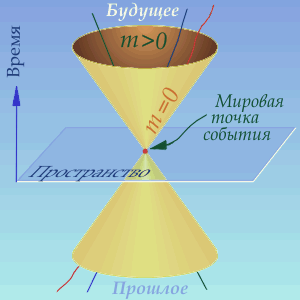 Будущее
Время
m>0
m=0
Мировая
точка
события
Пространство
Прошлое